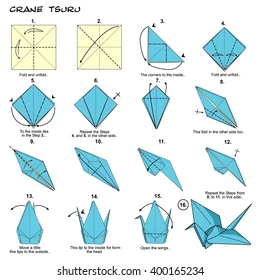 CRANE TSURU
1.
2.
3.
4.
Fold and unfold.
Fold and unfold.
The corners to the inside..
5.
6.
7.
8.
To inside like
in the Step 3..
Repeat the Steps
5, and 6, in the other side.
This fold in the other side too..
9.
10.
11.
12.
Repeat the Steps from
8. to 11, in this side..
13.
14.
15.
16.
Move a little
this tips to the outside..
This tip to inside for form
the head
Open the wings..
shutterstock.com · 400165234